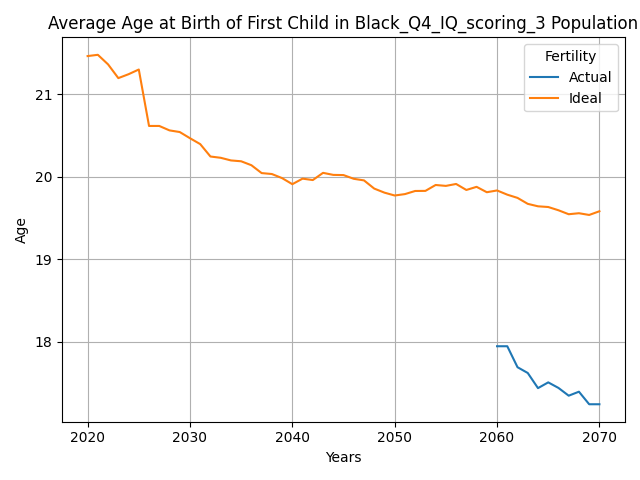 Average Age at Birth of First Child in Black_Q4_IQ_scoring_3 Population
Fertility
Actual
Ideal
Age
21
20
19
18
2020 2030 2040 2050 2060 2070
Years